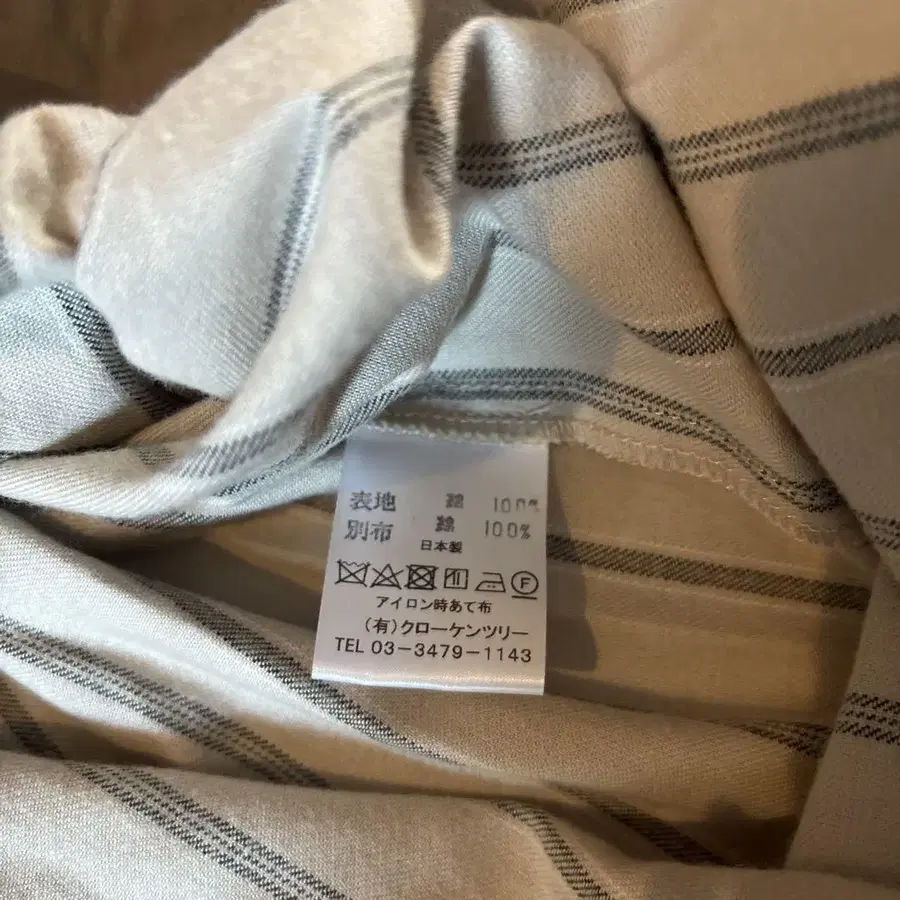 表地 綿 100%
別布 綿 100%
日本製
F
アイロン時あて布
(有)クローケンツリー
TEL 03-3479-1143